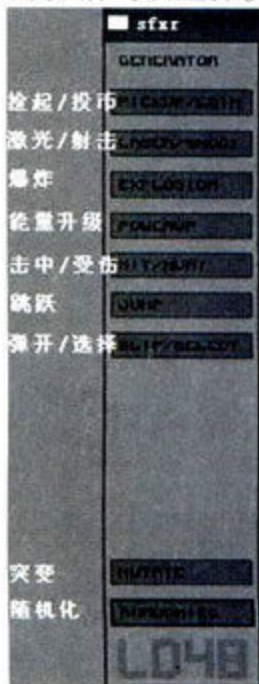 sfxr
GENERATOR
捡起/投币 PICKUP/COIN
激光/射击 LASER/SHOOT
爆炸 EXPLOSION
能量升级 POWERUP
击中/受伤 HIT/HURT
跳跃 JUMP
弹开/选择 BLIP/SELECT
突变 MUTATE
随机化 RANDOMIZE
LD48